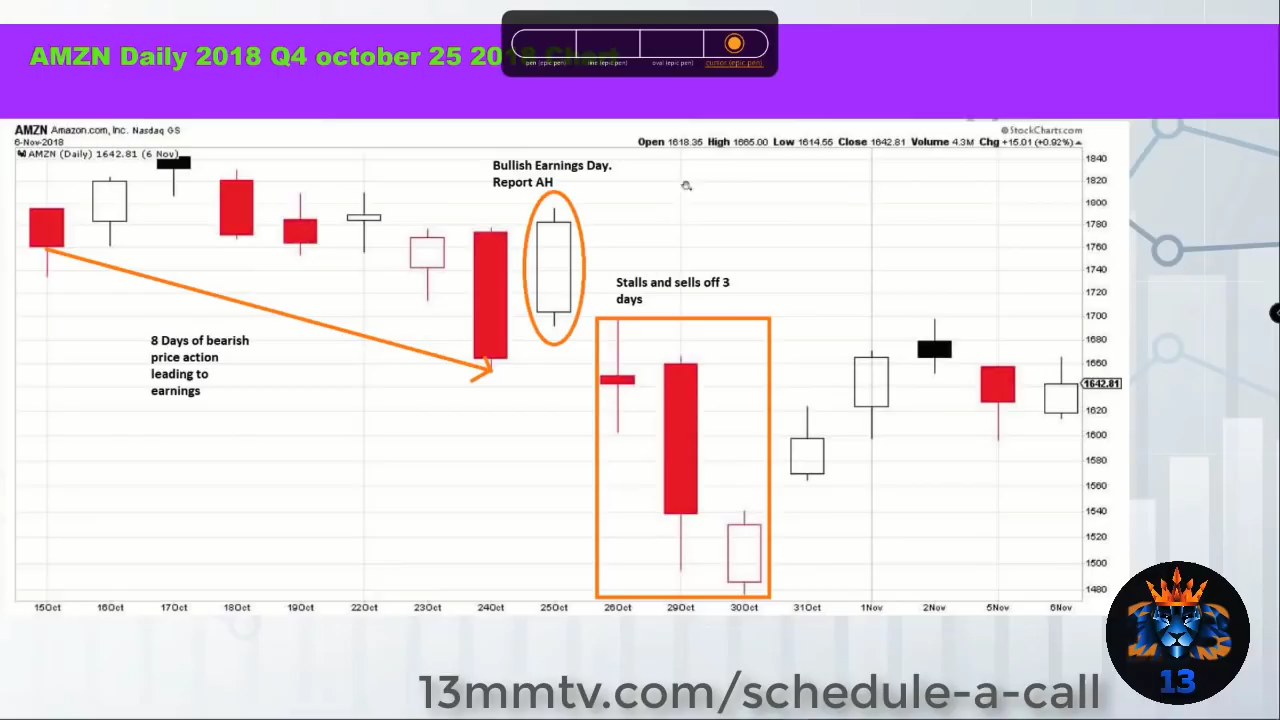 AMZN Daily 2018 Q4 october 25 2018 Chart
pen (epic pen) line (epic pen) oval (epic pen) cursor (epic pen)
AMZN Amazon.com, Inc. Nasdaq GS
© StockCharts.com
6-Nov-2018
Open 1618.35 High 1665.00 Low 1614.55 Close 1642.81 Volume 4.3M Chg +15.01 (+0.92%)
AMZN (Daily) 1642.81 (6 Nov)
Bullish Earnings Day.
Report AH
Stalls and sells off 3
days
8 Days of bearish
price action
leading to
earnings
1840
1820
1800
1780
1760
1740
1720
1700
1680
1660
1642.81
1620
1600
1580
1560
1540
1520
1500
1480
15Oct 16Oct 17Oct 18Oct 19Oct 22Oct 23Oct 24Oct 25Oct 26Oct 29Oct 30Oct 31Oct 1Nov 2Nov 5Nov 6Nov
13
13mmtv.com/schedule-a-call